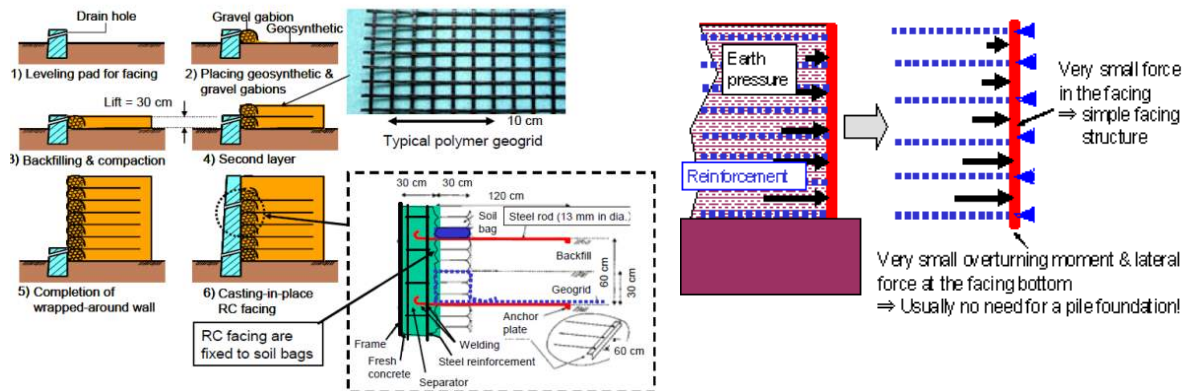 Drain hole
Gravel gabion
Geosynthetic
1) Leveling pad for facing
2) Placing geosynthetic &
gravel gabions
Lift = 30 cm
3) Backfilling & compaction
4) Second layer
5) Completion of
wrapped-around wall
6) Casting-in-place
RC facing
RC facing are
fixed to soil bags
10 cm
Typical polymer geogrid
30 cm
30 cm
120 cm
Soil
bag
Steel rod (13 mm in dia.)
Backfill
60 cm
30 cm
Geogrid
Anchor
plate
60 cm
Welding
Frame
Steel reinforcement
Fresh
concrete
Separator
Earth
pressure
Reinforcement
Very small force
in the facing
⇒ simple facing
structure
Very small overturning moment & lateral
force at the facing bottom
⇒ Usually no need for a pile foundation!